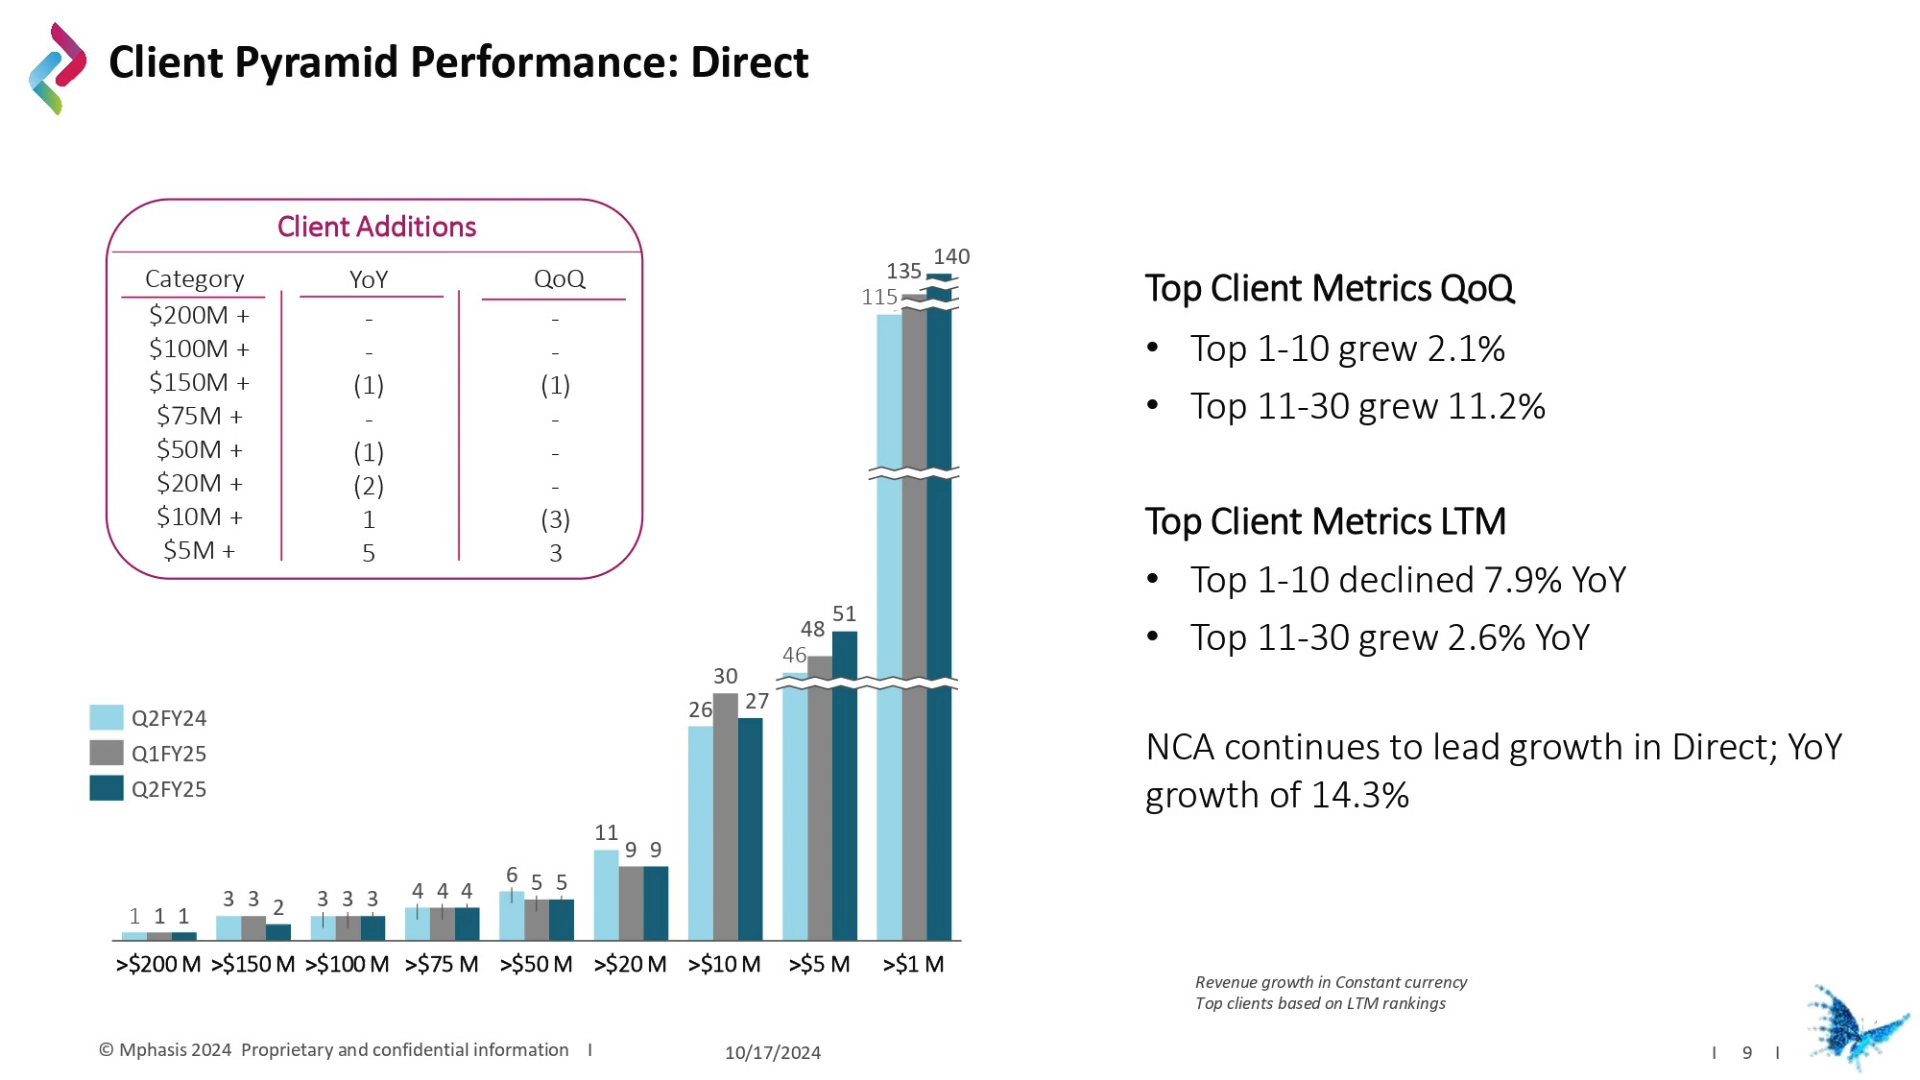 Client Pyramid Performance: Direct
Client Additions
Category YoY QoQ
$200M + - -
$100M + - -
$150M + (1) (1)
$75M + - -
$50M + (1) -
$20M + (2) -
$10M + 1 (3)
$5M + 5 3
Q2FY24
Q1FY25
Q2FY25
1 1 1
3 3 2
3 3 3
4 4 4
6 5 5
11 9 9
26 30 27
46 48 51
115 135 140
>$200 M >$150 M >$100 M >$75 M >$50 M >$20 M >$10 M >$5 M >$1 M
Top Client Metrics QoQ
• Top 1-10 grew 2.1%
• Top 11-30 grew 11.2%
Top Client Metrics LTM
• Top 1-10 declined 7.9% YoY
• Top 11-30 grew 2.6% YoY
NCA continues to lead growth in Direct; YoY
growth of 14.3%
Revenue growth in Constant currency
Top clients based on LTM rankings
© Mphasis 2024 Proprietary and confidential information I
10/17/2024
I 9 I